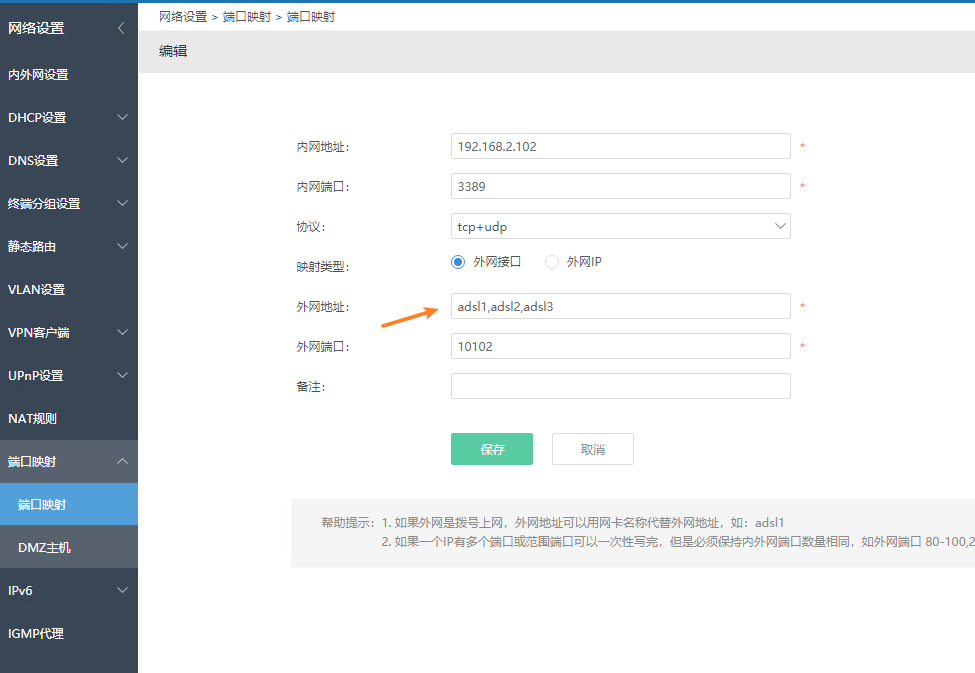 网络设置
内外网设置
DHCP设置
DNS设置
终端分组设置
静态路由
VLAN设置
VPN客户端
UPnP设置
NAT规则
端口映射
端口映射
DMZ主机
IPv6
IGMP代理
网络设置 > 端口映射 > 端口映射
编辑
内网地址: 192.168.2.102 *
内网端口: 3389 *
协议: tcp+udp
映射类型: 外网接口 外网IP
外网地址: adsl1,adsl2,adsl3 *
外网端口: 10102 *
备注:
保存 取消
帮助提示: 1. 如果外网是拨号上网，外网地址可以用网卡名称代替外网地址，如: adsl1
2. 如果一个IP有多个端口或范围端口可以一次性写完，但是必须保持内外网端口数量相同，如外网端口 80-100,2